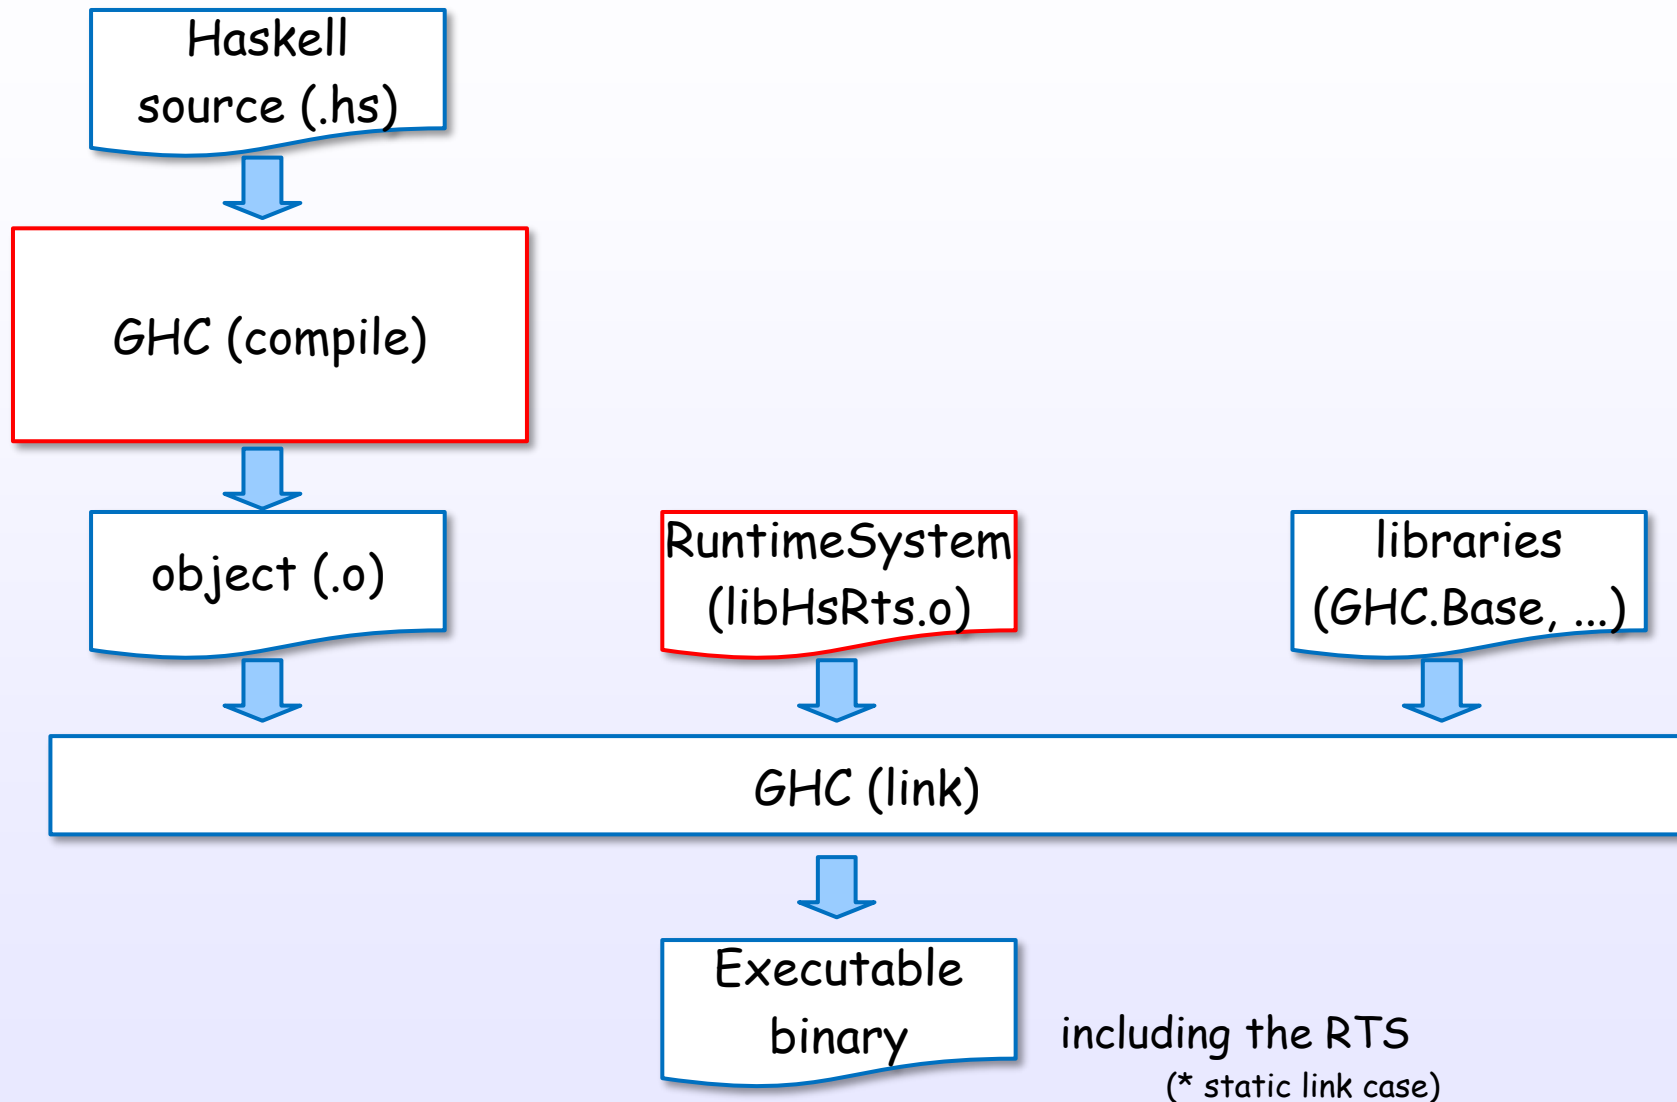 Haskell
source (.hs)
GHC (compile)
object (.o)
RuntimeSystem
(libHsRts.o)
libraries
(GHC.Base, ...)
GHC (link)
Executable
binary
including the RTS
(* static link case)